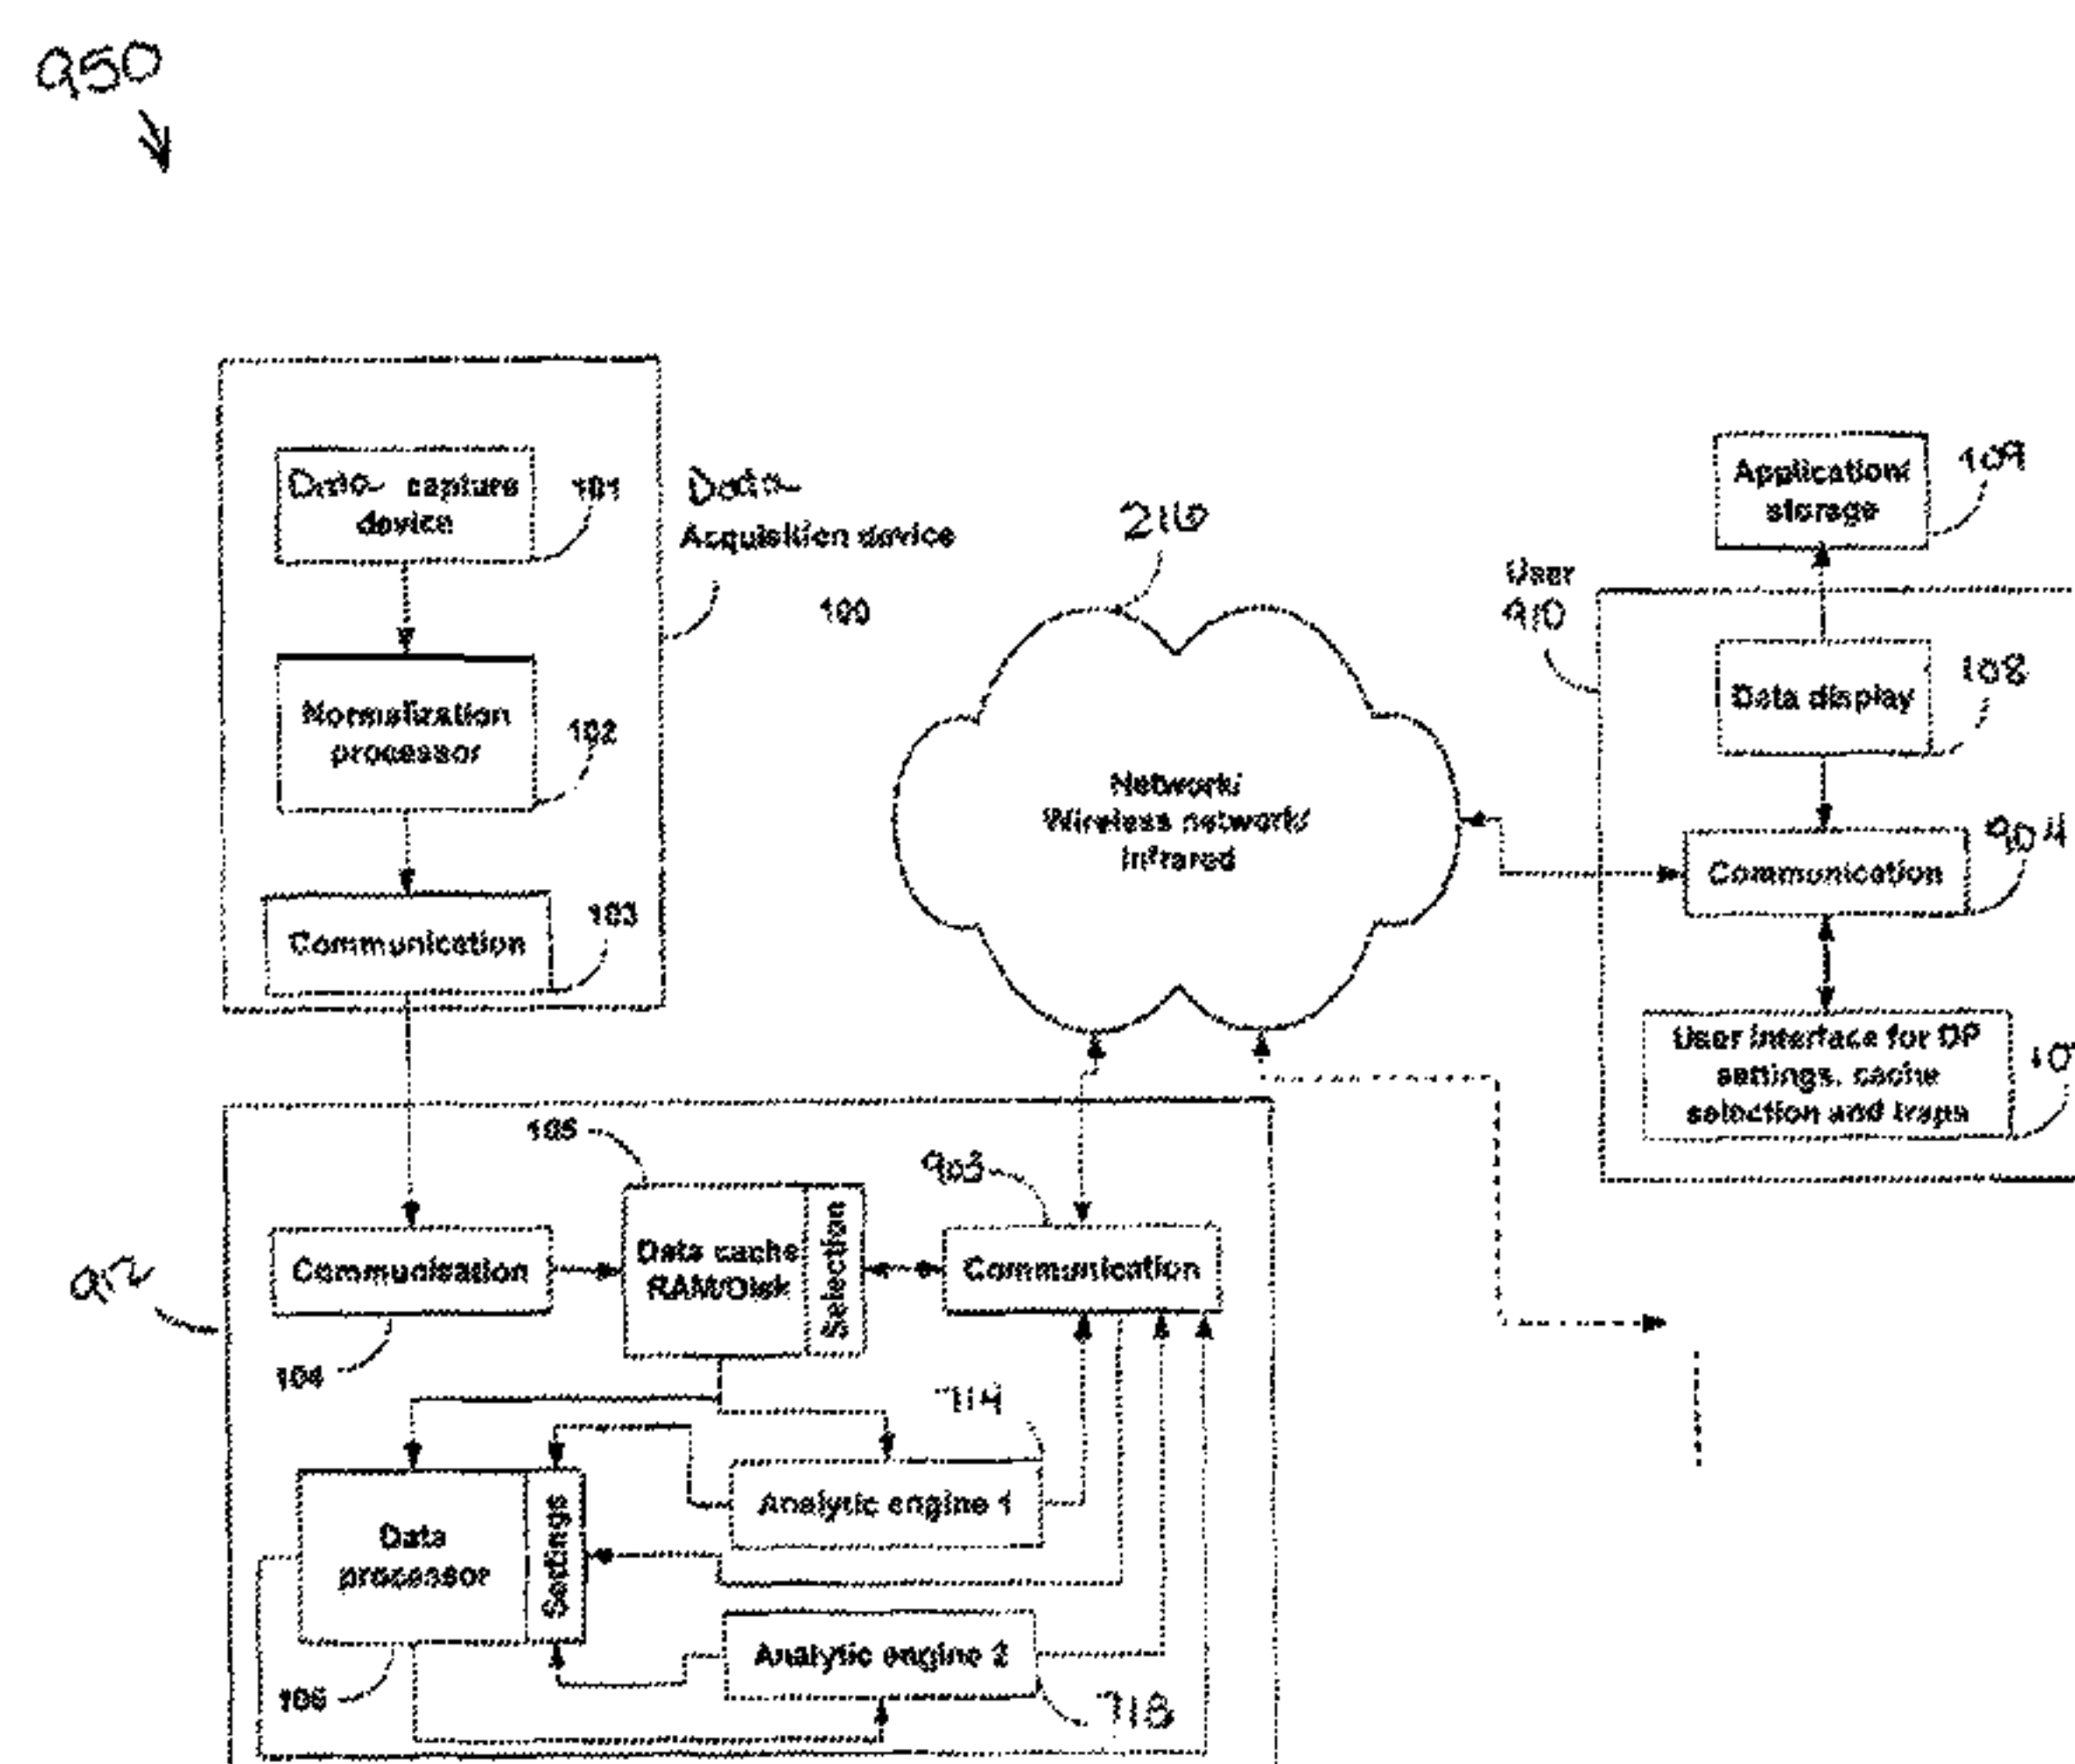 950
Data capture
device
101
Normalization
processor
102
Communication
103
Data
Acquisition device
100
216
Network/
Wireless network/
Infrared
Application/
storage
109
User
910
Data display
108
Communication
904
User interface for DP
settings, cache
selection and traps
912
Communication
104
105
Data cache
RAM/Disk
Selection
903
Communication
714
Analytic engine 1
Data
processor
Settings
106
Analytic engine 2
718